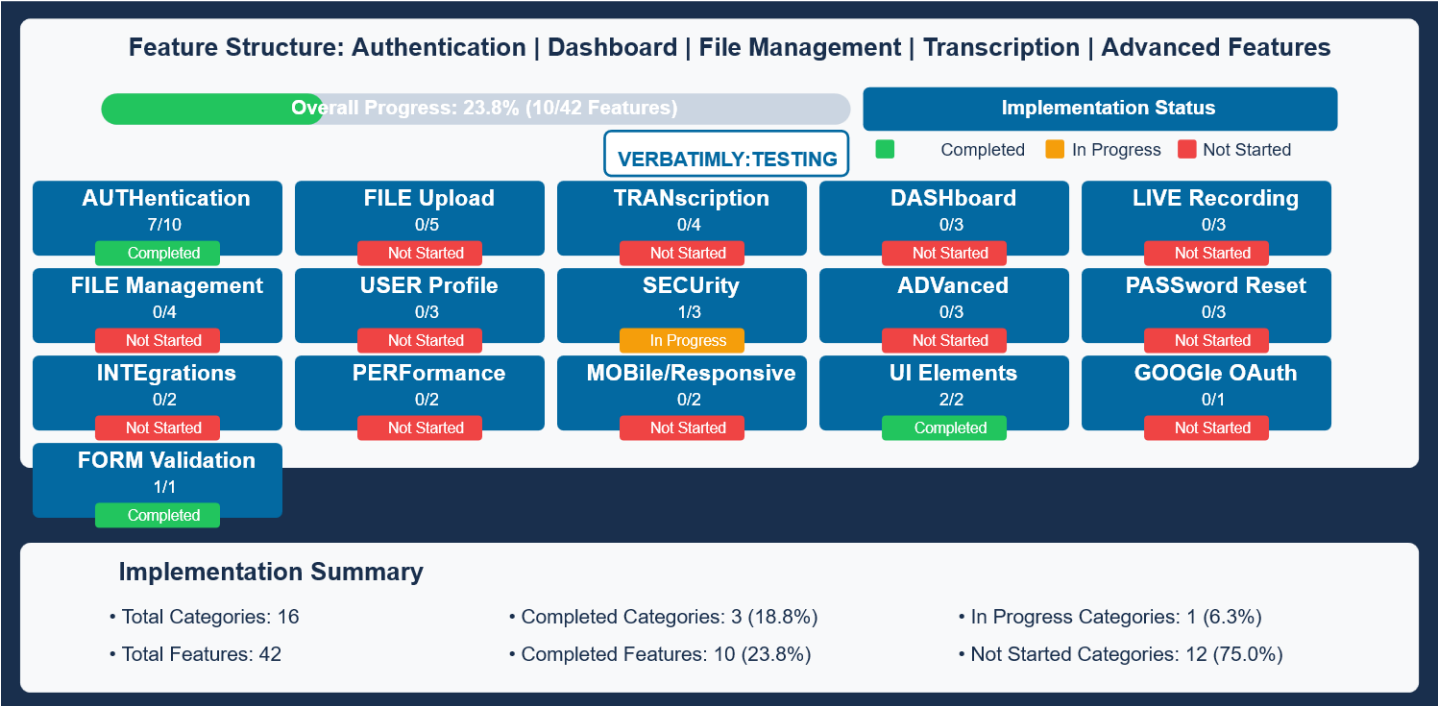 Feature Structure: Authentication | Dashboard | File Management | Transcription | Advanced Features
Overall Progress: 23.8% (10/42 Features)
Implementation Status
Completed
In Progress
Not Started
VERBATIMLY:TESTING
AUTHentication
7/10
Completed
FILE Upload
0/5
Not Started
TRANscription
0/4
Not Started
DASHboard
0/3
Not Started
LIVE Recording
0/3
Not Started
FILE Management
0/4
Not Started
USER Profile
0/3
Not Started
SECUrity
1/3
In Progress
ADVanced
0/3
Not Started
PASSword Reset
0/3
Not Started
INTEgrations
0/2
Not Started
PERFormance
0/2
Not Started
MOBile/Responsive
0/2
Not Started
UI Elements
2/2
Completed
GOOGle OAuth
0/1
Not Started
FORM Validation
1/1
Completed
Implementation Summary
• Total Categories: 16
• Completed Categories: 3 (18.8%)
• In Progress Categories: 1 (6.3%)
• Total Features: 42
• Completed Features: 10 (23.8%)
• Not Started Categories: 12 (75.0%)